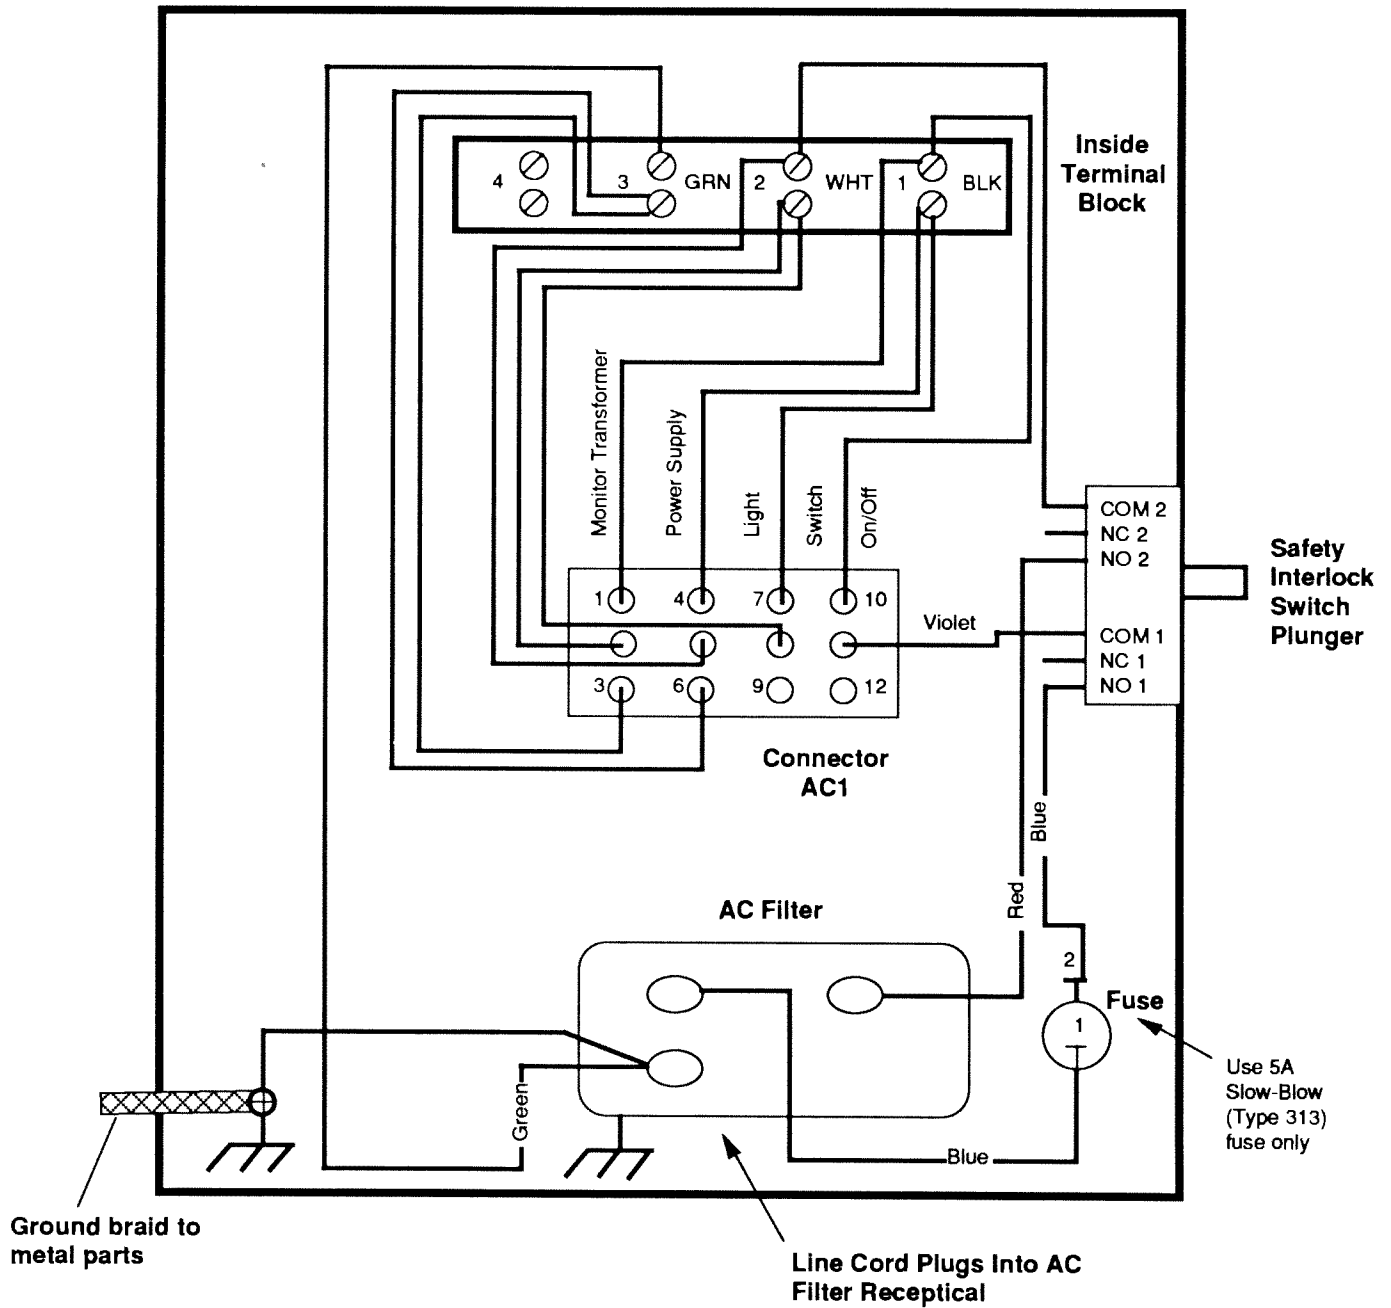 Inside
Terminal
Block
4
3
GRN
2
WHT
1
BLK
Monitor Transformer
Power Supply
Light
Switch
On/Off
COM 2
NC 2
NO 2
COM 1
NC 1
NO 1
Safety
Interlock
Switch
Plunger
1
4
7
10
Violet
3
6
9
12
Connector
AC1
Blue
Red
AC Filter
2
Fuse
1
Use 5A
Slow-Blow
(Type 313)
fuse only
Green
Blue
Ground braid to
metal parts
Line Cord Plugs Into AC
Filter Receptical